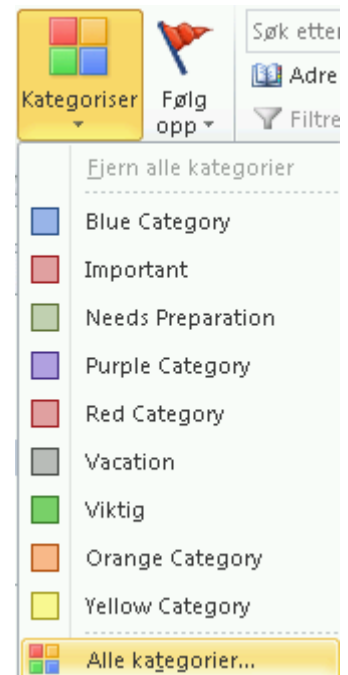 Kategoriser
Følg
opp
Søk etter
Adre
Filtre
Fjern alle kategorier
Blue Category
Important
Needs Preparation
Purple Category
Red Category
Vacation
Viktig
Orange Category
Yellow Category
Alle kategorier...